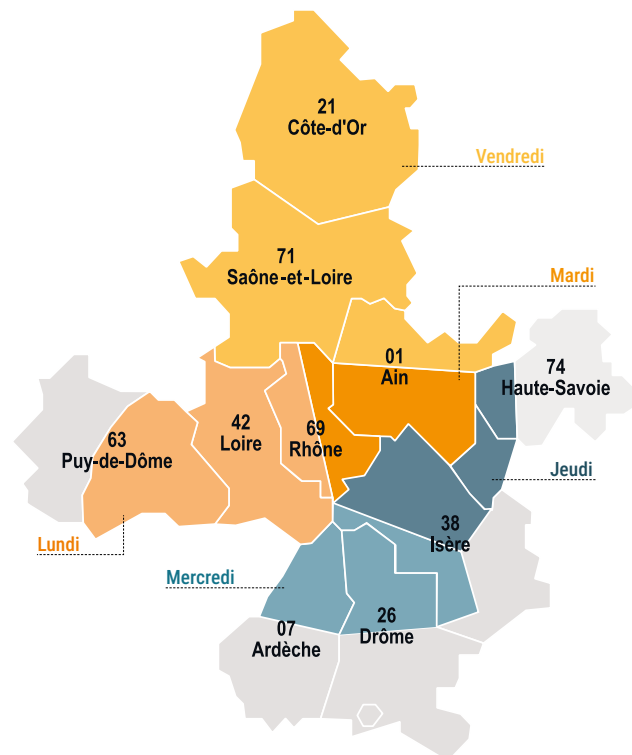 21
Côte-d'Or
Vendredi
71
Saône-et-Loire
Mardi
01
Ain
74
Haute-Savoie
42
Loire
69
Rhône
63
Puy-de-Dôme
Jeudi
38
Isère
Lundi
Mercredi
26
Drôme
07
Ardèche